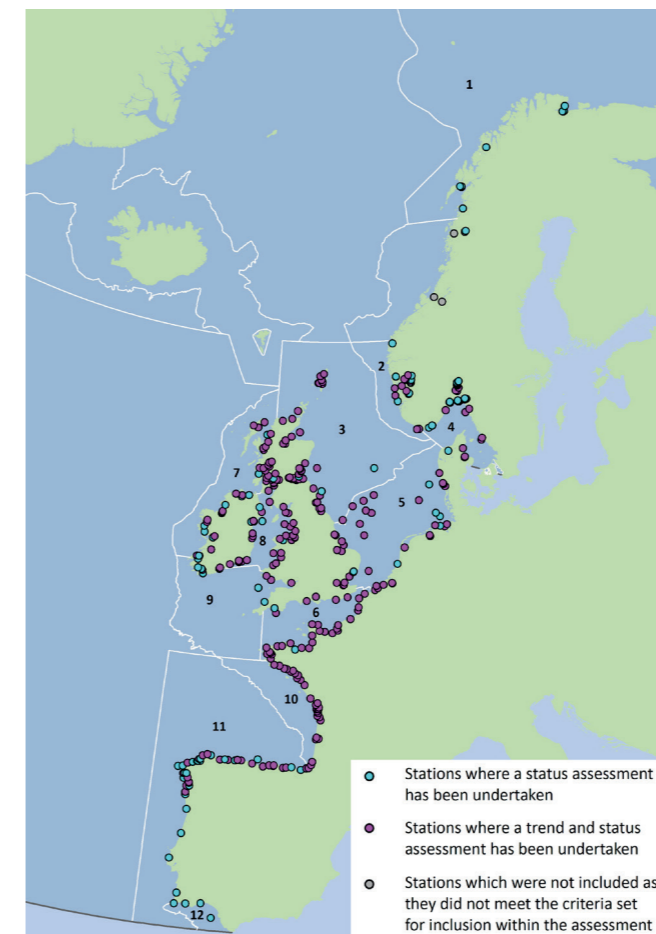 1
2
3
4
5
7
8
9
6
10
11
12
Stations where a status assessment
has been undertaken
Stations where a trend and status
assessment has been undertaken
Stations which were not included as
they did not meet the criteria set
for inclusion within the assessment